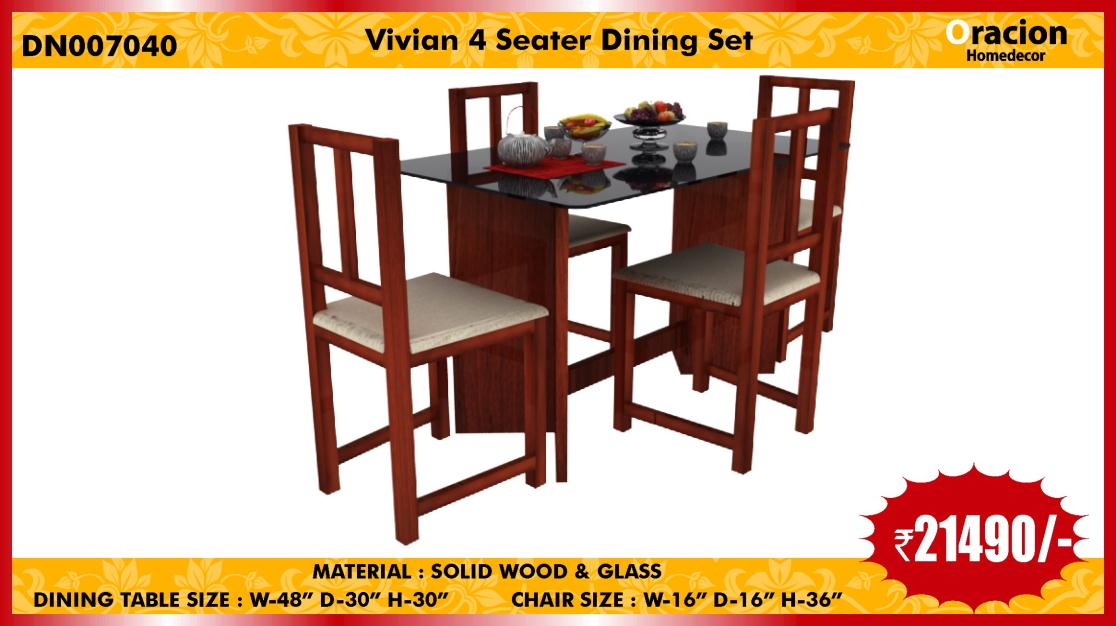 DN007040
Vivian 4 Seater Dining Set
Oracion
Homedecor
₹21490/-
MATERIAL : SOLID WOOD & GLASS
DINING TABLE SIZE : W-48” D-30” H-30” CHAIR SIZE : W-16” D-16” H-36”